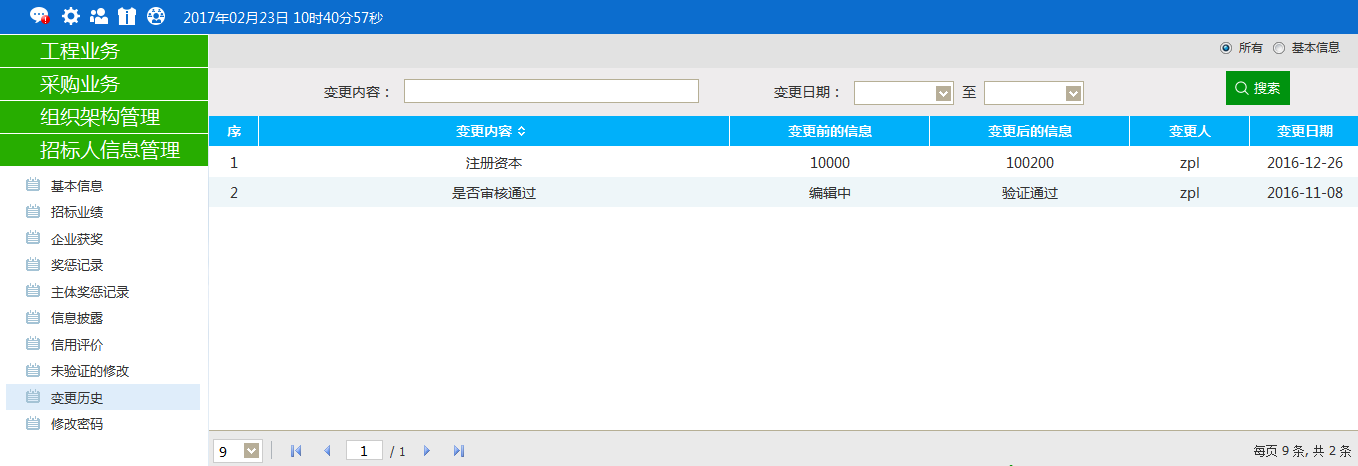 2017年02月23日 10时40分57秒
工程业务
采购业务
组织架构管理
招标人信息管理
基本信息
招标业绩
企业获奖
奖惩记录
主体奖惩记录
信息披露
信用评价
未验证的修改
变更历史
修改密码
所有 基本信息
变更内容： 变更日期： 至 搜索
序 变更内容 变更前的信息 变更后的信息 变更人 变更日期
1 注册资本 10000 100200 zpl 2016-12-26
2 是否审核通过 编辑中 验证通过 zpl 2016-11-08
9 1 / 1 每页 9 条, 共 2 条